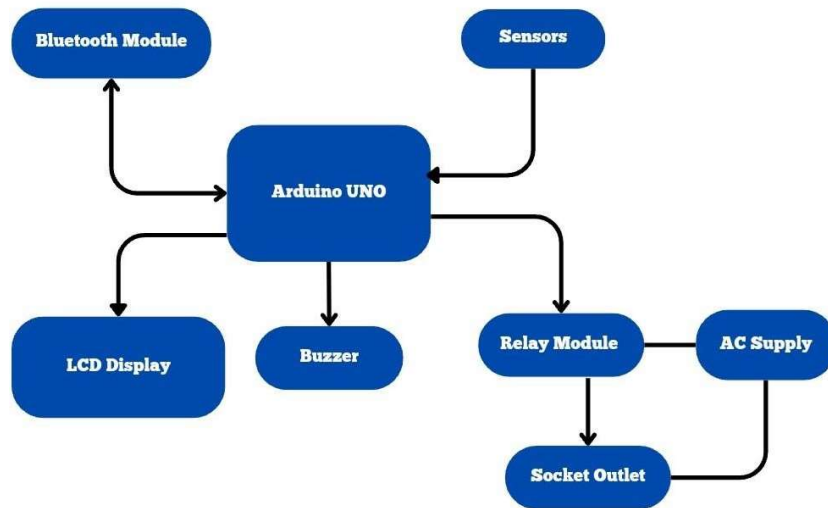 Bluetooth Module
Sensors
Arduino UNO
LCD Display
Buzzer
Relay Module
AC Supply
Socket Outlet